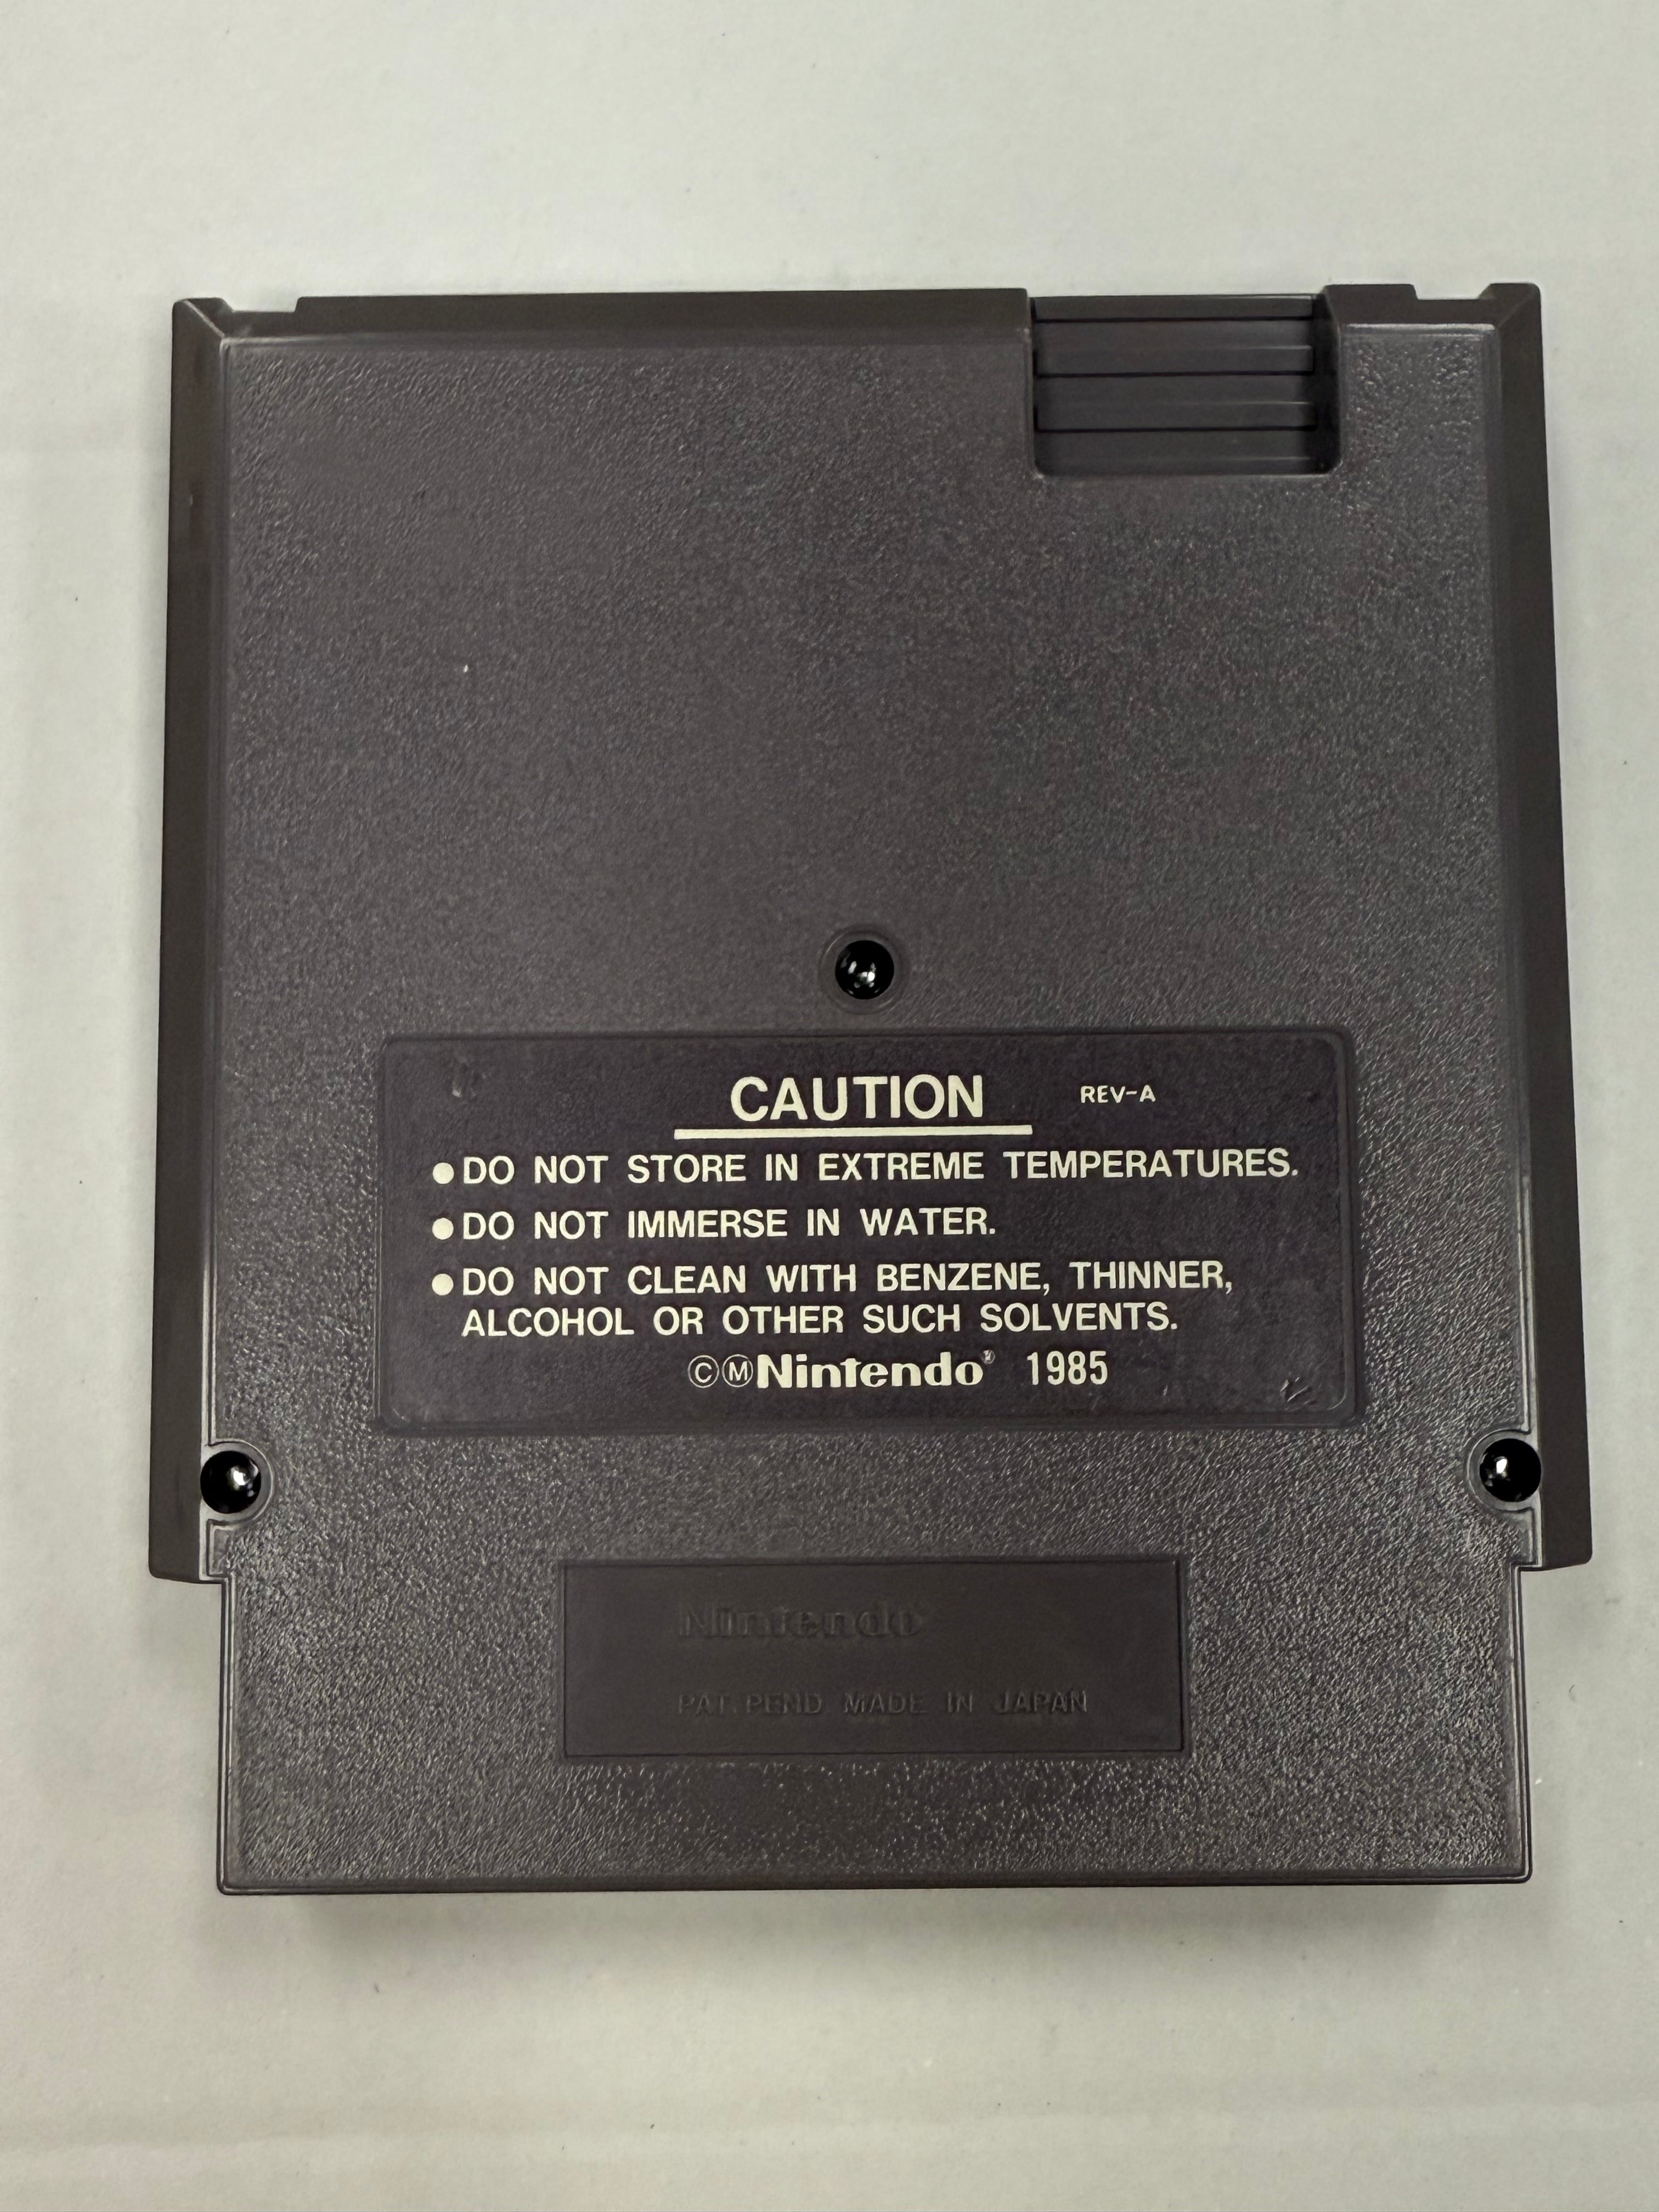 CAUTION REV-A
●DO NOT STORE IN EXTREME TEMPERATURES.
●DO NOT IMMERSE IN WATER.
●DO NOT CLEAN WITH BENZENE, THINNER,
ALCOHOL OR OTHER SUCH SOLVENTS.
ⒸⓂNintendo® 1985
Nintendo
PAT.PEND MADE IN JAPAN